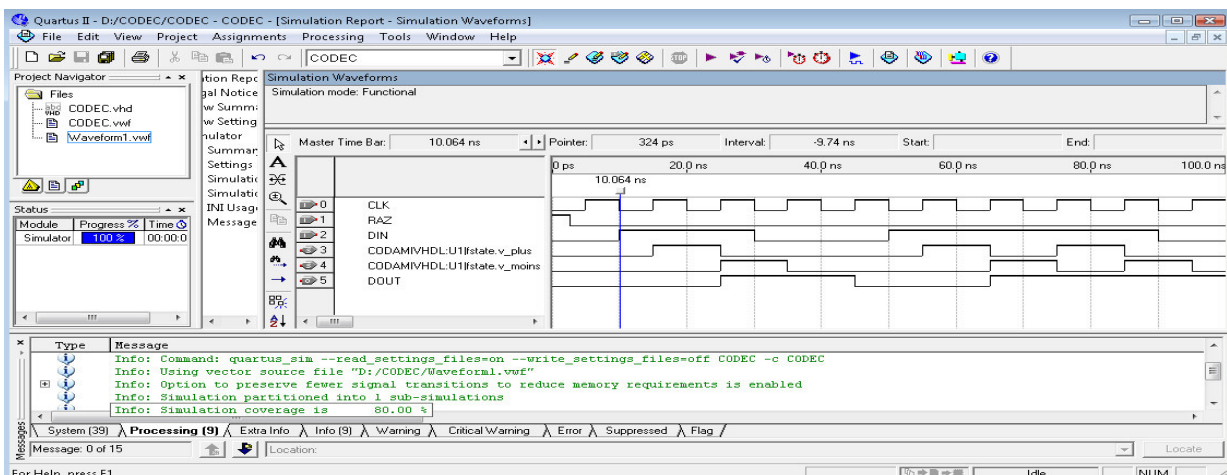 Quartus II - D:/CODEC/CODEC - CODEC - [Simulation Report - Simulation Waveforms]
File Edit View Project Assignments Processing Tools Window Help
CODEC
Project Navigator
Files
CODEC.vhd
CODEC.vwf
Waveform1.vwf
Status
Module Progress % Time
Simulator 100 % 00:00:0
tion Repc
gal Notice
w Summa
w Setting
nulator
Summar
Settings
Simulatic
Simulatic
INI Usag
Message
Simulation Waveforms
Simulation mode: Functional
Master Time Bar: 10.064 ns Pointer: 324 ps Interval: -9.74 ns Start: End:
0 ps 20.0 ns 40.0 ns 60.0 ns 80.0 ns 100.0 ns
10.064 ns
0 CLK
1 RAZ
2 DIN
3 CODAMIVHDL:U1|fstate.v_plus
4 CODAMIVHDL:U1|fstate.v_moins
5 DOUT
Type Message
Info: Command: quartus_sim --read_settings_files=on --write_settings_files=off CODEC -c CODEC
Info: Using vector source file "D:/CODEC/Waveform1.vwf"
Info: Option to preserve fewer signal transitions to reduce memory requirements is enabled
Info: Simulation partitioned into 1 sub-simulations
Info: Simulation coverage is 80.00 %
System (39) Processing (9) Extra Info Info (9) Warning Critical Warning Error Suppressed Flag
Messages
Message: 0 of 15 Location: Locate
For Help, press F1 Idle NUM